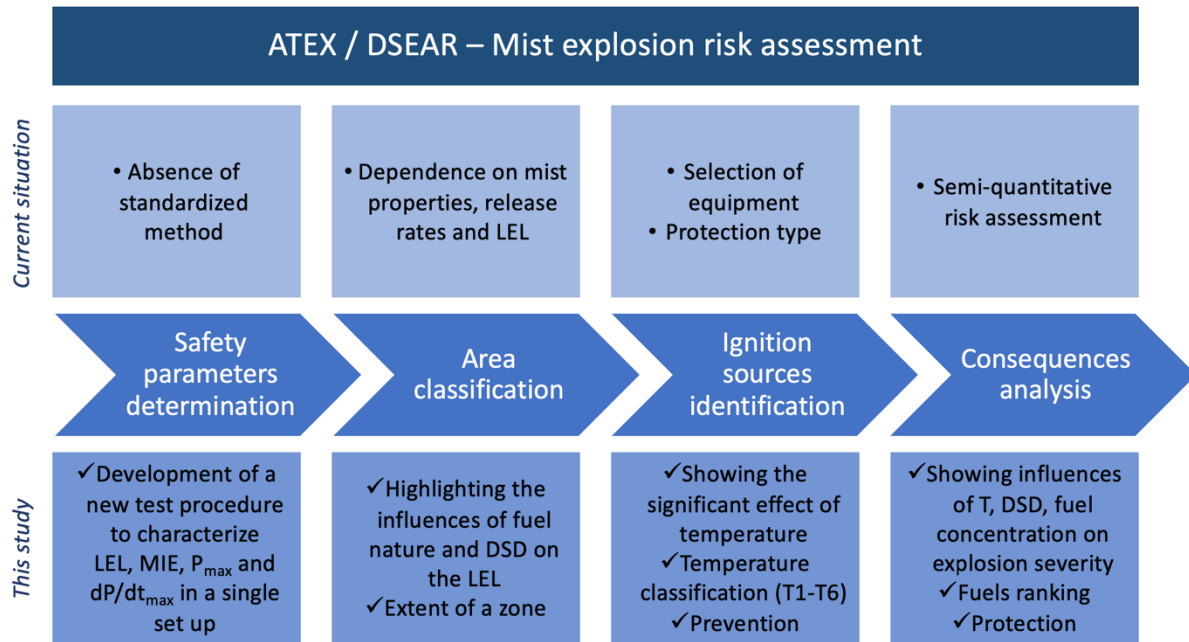 ATEX / DSEAR – Mist explosion risk assessment
Current situation
• Absence of
standardized
method
• Dependence on mist
properties, release
rates and LEL
• Selection of
equipment
• Protection type
• Semi-quantitative
risk assessment
Safety
parameters
determination
Area
classification
Ignition
sources
identification
Consequences
analysis
This study
✓Development of a
new test procedure
to characterize
LEL, MIE, Pmax and
dP/dtmax in a single
set up
✓Highlighting the
influences of fuel
nature and DSD on
the LEL
✓Extent of a zone
✓Showing the
significant effect of
temperature
✓Temperature
classification (T1-T6)
✓Prevention
✓Showing influences
of T, DSD, fuel
concentration on
explosion severity
✓Fuels ranking
✓Protection